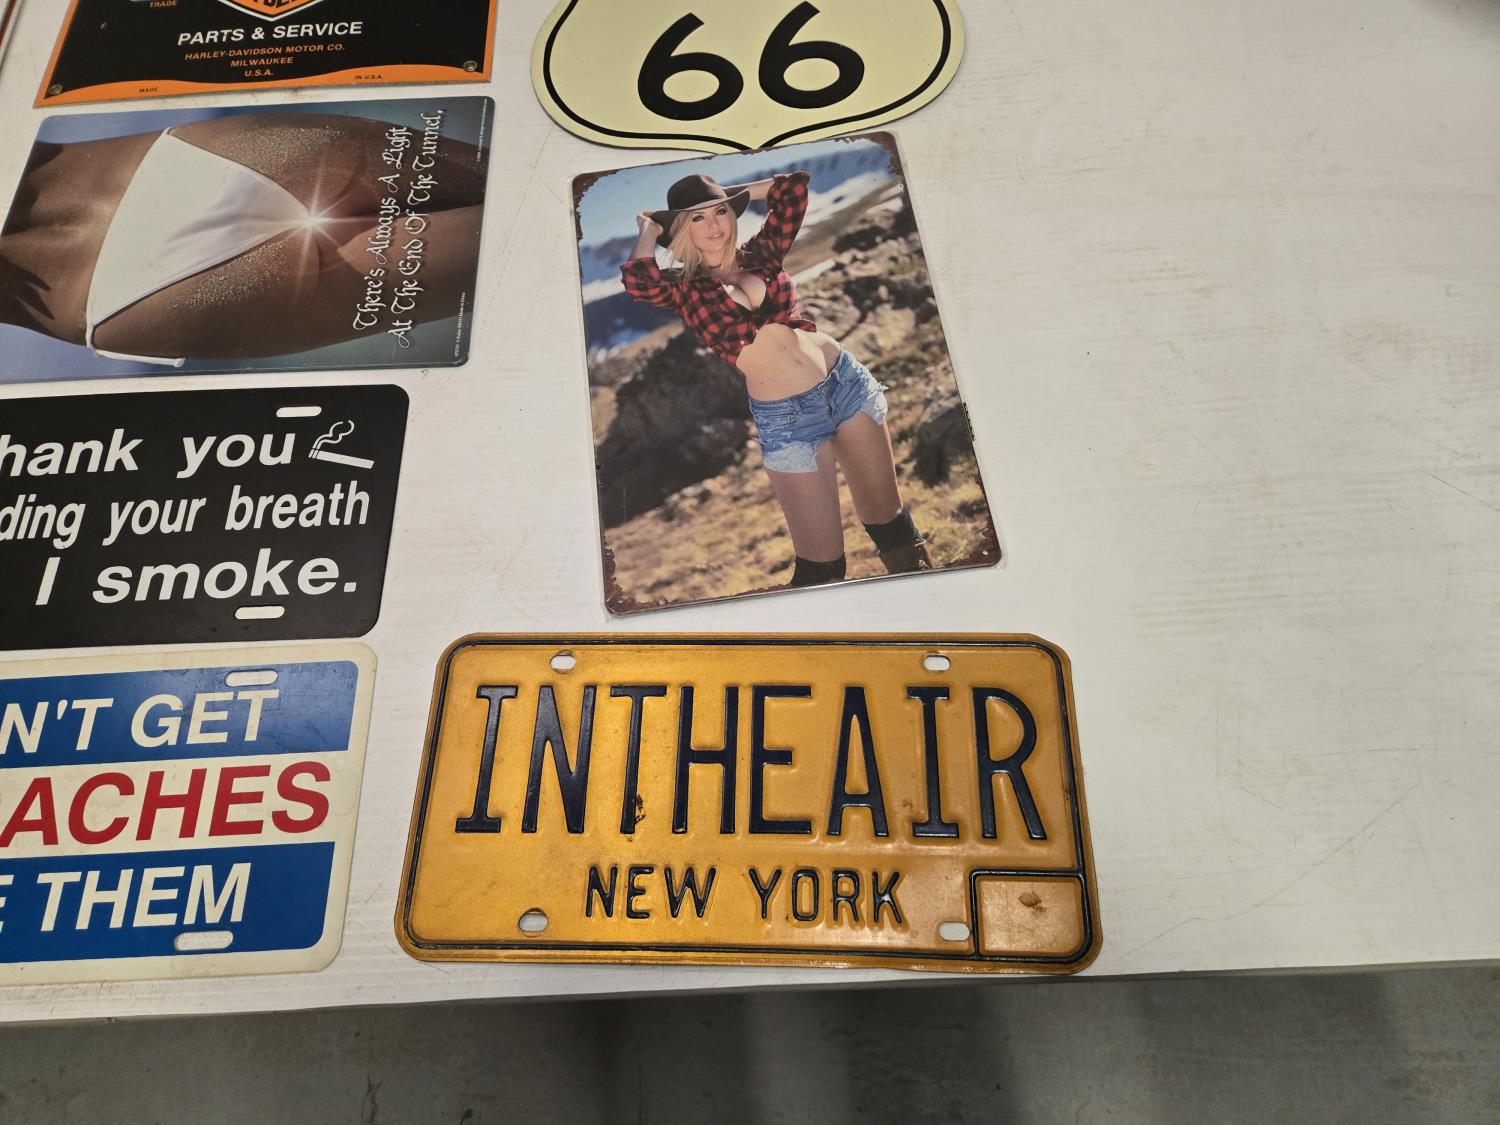 TRADE
PARTS & SERVICE
HARLEY-DAVIDSON MOTOR CO.
MILWAUKEE
U.S.A.
MADE
IN U.S.A.
66
There's Always A Light
At The End Of The Tunnel,
hank you
ding your breath
I smoke.
N'T GET
ACHES
E THEM
INTHEAIR
NEW YORK